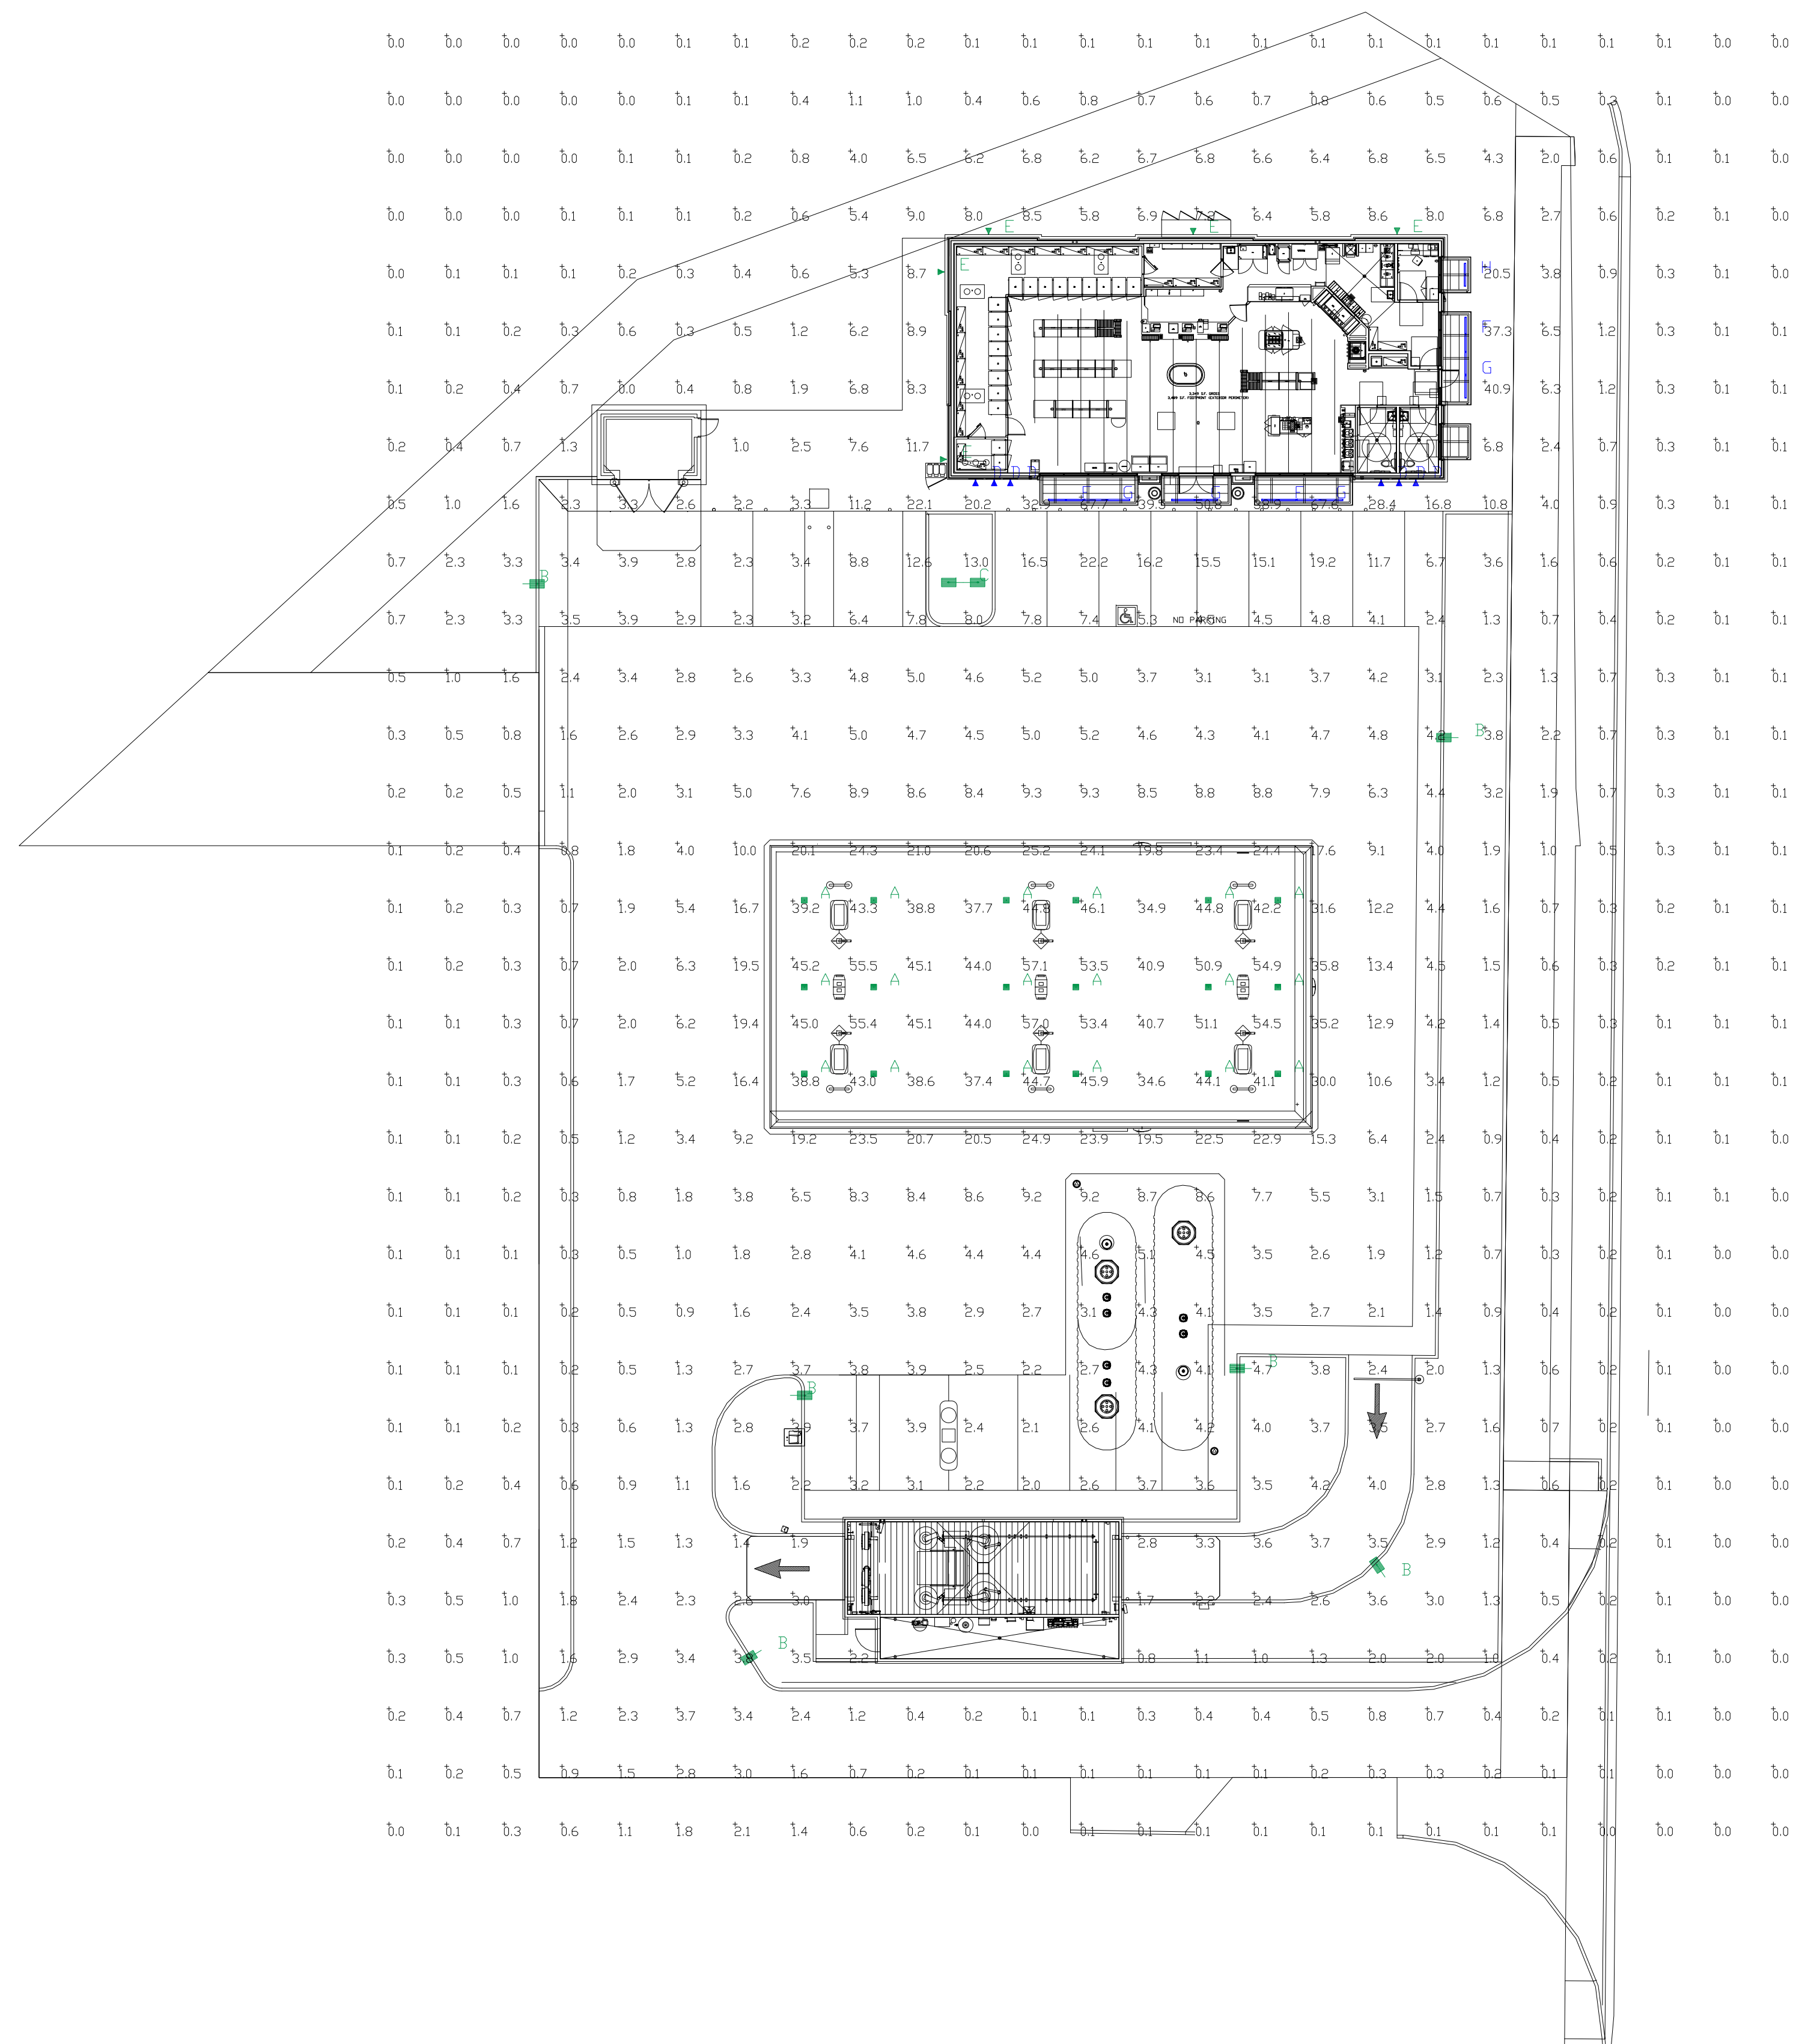 0.0 0.0 0.0 0.0 0.0 0.1 0.1 0.2 0.2 0.2 0.1 0.1 0.1 0.1 0.1 0.1 0.1 0.1 0.1 0.1 0.1 0.1 0.1 0.0 0.0
0.0 0.0 0.0 0.0 0.0 0.1 0.1 0.4 1.1 1.0 0.4 0.6 0.8 0.7 0.6 0.7 0.8 0.6 0.5 0.6 0.5 0.3 0.1 0.0 0.0
0.0 0.0 0.0 0.0 0.1 0.1 0.2 0.8 4.0 6.5 6.2 6.8 6.2 6.7 6.8 6.6 6.4 6.8 6.5 4.3 2.0 0.6 0.1 0.1 0.0
0.0 0.0 0.0 0.1 0.1 0.1 0.2 0.6 5.4 9.0 8.0 8.5 5.8 6.9 6.4 5.8 8.6 8.0 6.8 2.7 0.6 0.2 0.1 0.0
E E E
E H
0.0 0.1 0.1 0.1 0.2 0.3 0.4 0.6 5.3 8.7 20.5 3.8 0.9 0.3 0.1 0.0
0.1 0.1 0.2 0.3 0.6 0.3 0.5 1.2 6.2 8.9 37.3 6.5 1.2 0.3 0.1 0.1
F
G
0.1 0.2 0.4 0.7 0.0 0.4 0.8 1.9 6.8 8.3 40.9 6.3 1.2 0.3 0.1 0.1
3,349 S.F. GROSS
3,489 S.F. FOOTPRINT (EXTERIOR PERIMETER)
0.2 0.4 0.7 1.3 1.0 2.5 7.6 11.7 6.8 2.4 0.7 0.3 0.1 0.1
E
D D D D D D
F G G F G
0.5 1.0 1.6 2.3 3.3 2.6 2.2 3.3 11.2 22.1 20.2 32.9 67.7 39.5 50.8 67.8 28.4 16.8 10.8 4.0 0.9 0.3 0.1 0.1
0.7 2.3 3.3 3.4 3.9 2.8 2.3 3.4 8.8 12.6 13.0 16.5 22.2 16.2 15.5 15.1 19.2 11.7 6.7 3.6 1.6 0.6 0.2 0.1 0.1
B C
0.7 2.3 3.3 3.5 3.9 2.9 2.3 3.2 6.4 7.8 8.0 7.8 7.4 5.3 4.5 4.5 4.8 4.1 2.4 1.3 0.7 0.4 0.2 0.1 0.1
NO PARKING
0.5 1.0 1.6 2.4 3.4 2.8 2.6 3.3 4.8 5.0 4.6 5.2 5.0 3.7 3.1 3.1 3.7 4.2 3.1 2.3 1.3 0.7 0.3 0.1 0.1
0.3 0.5 0.8 1.6 2.6 2.9 3.3 4.1 5.0 4.7 4.5 5.0 5.2 4.6 4.3 4.1 4.7 4.8 4.2 B 3.8 2.2 0.7 0.3 0.1 0.1
0.2 0.2 0.5 1.1 2.0 3.1 5.0 7.6 8.9 8.6 8.4 9.3 9.3 8.5 8.8 8.8 7.9 6.3 4.4 3.2 1.9 0.7 0.3 0.1 0.1
0.1 0.2 0.4 0.8 1.8 4.0 10.0 20.1 24.3 21.0 20.6 25.2 24.1 19.8 23.4 24.4 17.6 9.1 4.0 1.9 1.0 0.5 0.3 0.1 0.1
A A A A A A
0.1 0.2 0.3 0.7 1.9 5.4 16.7 39.2 43.3 38.8 37.7 44.8 46.1 34.9 44.8 42.2 31.6 12.2 4.4 1.6 0.7 0.3 0.2 0.1 0.1
0.1 0.2 0.3 0.7 2.0 6.3 19.5 45.2 55.5 45.1 44.0 57.1 53.5 40.9 50.9 54.9 35.8 13.4 4.5 1.5 0.6 0.3 0.2 0.1 0.1
A A A A A A
0.1 0.1 0.3 0.7 2.0 6.2 19.4 45.0 55.4 45.1 44.0 57.0 53.4 40.7 51.1 54.5 35.2 12.9 4.2 1.4 0.5 0.3 0.1 0.1 0.1
A A A A A A
0.1 0.1 0.3 0.6 1.7 5.2 16.4 38.8 43.0 38.6 37.4 44.7 45.9 34.6 44.1 41.1 30.0 10.6 3.4 1.2 0.5 0.2 0.1 0.1 0.1
0.1 0.1 0.2 0.5 1.2 3.4 9.2 19.2 23.5 20.7 20.5 24.9 23.9 19.5 22.5 22.9 15.3 6.4 2.4 0.9 0.4 0.2 0.1 0.1 0.0
0.1 0.1 0.2 0.3 0.8 1.8 3.8 6.5 8.3 8.4 8.6 9.2 9.2 8.7 8.6 7.7 5.5 3.1 1.5 0.7 0.3 0.2 0.1 0.1 0.0
0.1 0.1 0.1 0.3 0.5 1.0 1.8 2.8 4.1 4.6 4.4 4.4 4.6 5.1 4.5 3.5 2.6 1.9 1.2 0.7 0.3 0.2 0.1 0.0 0.0
0.1 0.1 0.1 0.2 0.5 0.9 1.6 2.4 3.5 3.8 2.9 2.7 3.1 4.3 4.1 3.5 2.7 2.1 1.4 0.9 0.4 0.2 0.1 0.0 0.0
0.1 0.1 0.1 0.2 0.5 1.3 2.7 3.7 3.8 3.9 2.5 2.2 2.7 4.3 4.1 4.7 B 3.8 2.4 2.0 1.3 0.6 0.2 0.1 0.0 0.0
B
0.1 0.1 0.2 0.3 0.6 1.3 2.8 3.9 3.7 3.9 2.4 2.1 2.6 4.1 4.2 4.0 3.7 3.5 2.7 1.6 0.7 0.2 0.1 0.0 0.0
0.1 0.2 0.4 0.6 0.9 1.1 1.6 2.2 3.2 3.1 2.2 2.0 2.6 3.7 3.6 3.5 4.2 4.0 2.8 1.3 0.6 0.2 0.1 0.0 0.0
0.2 0.4 0.7 1.2 1.5 1.3 1.4 1.9 2.8 3.3 3.6 3.7 3.5 2.9 1.2 0.4 0.2 0.1 0.0 0.0
B
0.3 0.5 1.0 1.8 2.4 2.3 2.6 3.0 1.7 2.2 2.4 2.6 3.6 3.0 1.3 0.5 0.2 0.1 0.0 0.0
B
0.3 0.5 1.0 1.6 2.9 3.4 3.8 3.5 2.2 0.8 1.1 1.0 1.3 2.0 2.0 1.0 0.4 0.2 0.1 0.0 0.0
0.2 0.4 0.7 1.2 2.3 3.7 3.4 2.4 1.2 0.4 0.2 0.1 0.1 0.3 0.4 0.4 0.5 0.8 0.7 0.4 0.2 0.1 0.1 0.0 0.0
0.1 0.2 0.5 0.9 1.5 2.8 3.0 1.6 0.7 0.2 0.1 0.1 0.1 0.1 0.1 0.1 0.2 0.3 0.3 0.2 0.1 0.1 0.0 0.0 0.0
0.0 0.1 0.3 0.6 1.1 1.8 2.1 1.4 0.6 0.2 0.1 0.0 0.1 0.1 0.1 0.1 0.1 0.1 0.1 0.1 0.1 0.0 0.0 0.0 0.0